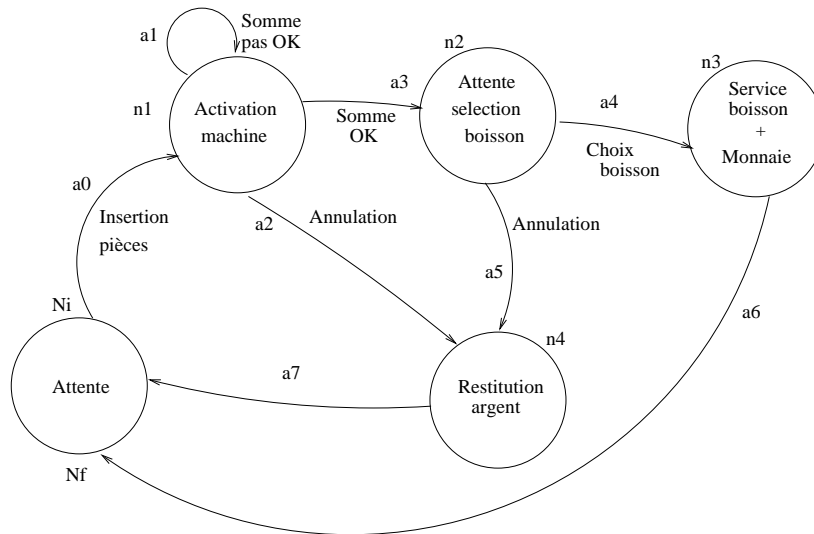 a1
Somme
pas OK
n1
Activation
machine
a3
Somme
OK
n2
Attente
selection
boisson
a4
Choix
boisson
n3
Service
boisson
+
Monnaie
a0
Insertion
pièces
a2
Annulation
Annulation
a5
a6
Ni
Attente
Nf
a7
n4
Restitution
argent